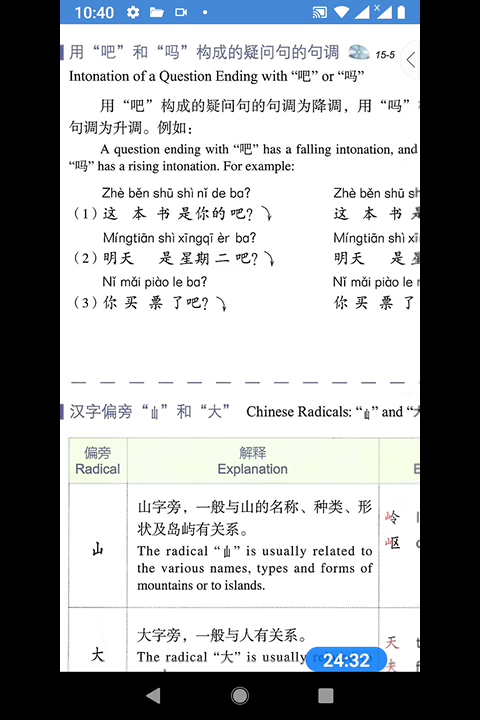 10:40
用 “吧” 和 “吗” 构成的疑问句的句调 15-5
Intonation of a Question Ending with “吧” or “吗”
用 “吧” 构成的疑问句的句调为降调，用 “吗”
句调为升调。例如：
A question ending with “吧” has a falling intonation, and
“吗” has a rising intonation. For example:
Zhè běn shū shì nǐ de ba? Zhè běn shū sh
（1）这 本 书 是 你 的 吧？ 这 本 书
Míngtiān shì xīngqī èr ba? Míngtiān shì xī
（2）明天 是 星期 二 吧？ 明天 是
Nǐ mǎi piào le ba? Nǐ mǎi piào le
（3）你 买 票 了 吧？ 你 买 票 了
汉字偏旁 “山” 和 “大” Chinese Radicals: “山” and “
偏旁 解释
Radical Explanation E
山字旁，一般与山的名称、种类、形
状及岛屿有关系。
山
The radical “山” is usually related to
the various names, types and forms of
mountains or to islands.
岭
岖
大字旁，一般与人有关系。
大
The radical “大” is usually
天 t
夫 f
24:32